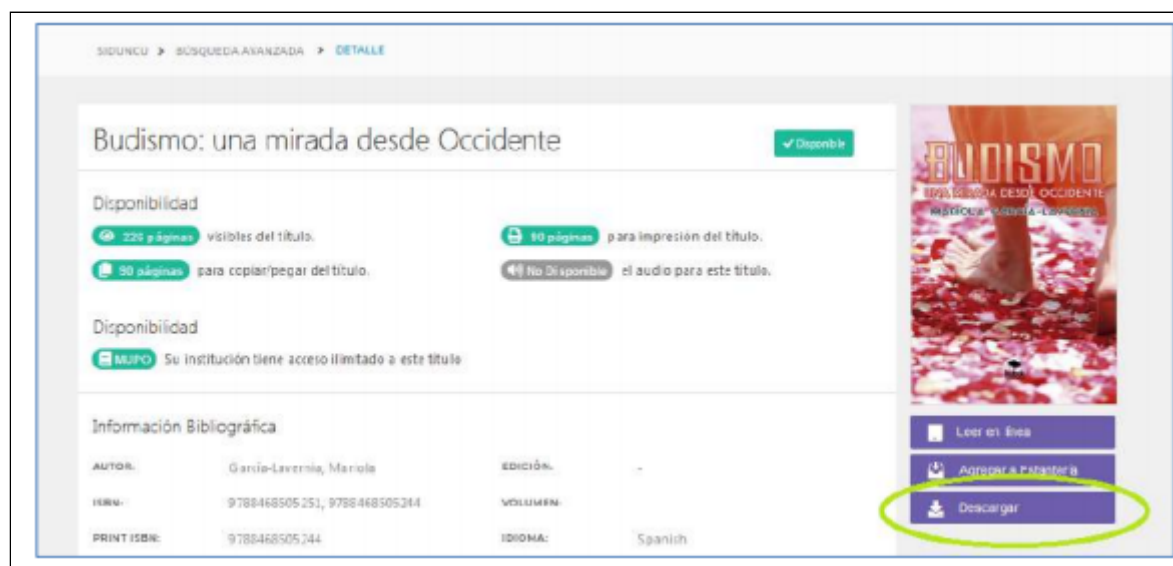 SIDUNCU > BÚSQUEDA AVANZADA > DETALLE
Budismo: una mirada desde Occidente
Disponible
Disponibilidad
226 páginas visibles del título.
90 páginas para impresión del título.
90 páginas para copiar/pegar del título.
No Disponible el audio para este título.
Disponibilidad
MUPO Su institución tiene acceso ilimitado a este título
Información Bibliográfica
AUTOR: García-Lavernia, Mariola
EDICIÓN: -
ISBN: 9788468505251, 9788468505244
VOLUMEN:
PRINT ISBN: 9788468505244
IDIOMA: Spanish
BUDISMO
UNA MIRADA DESDE OCCIDENTE
MARIOLA GARCÍA-LAVERNIA
Leer en línea
Agregar a Estantería
Descargar